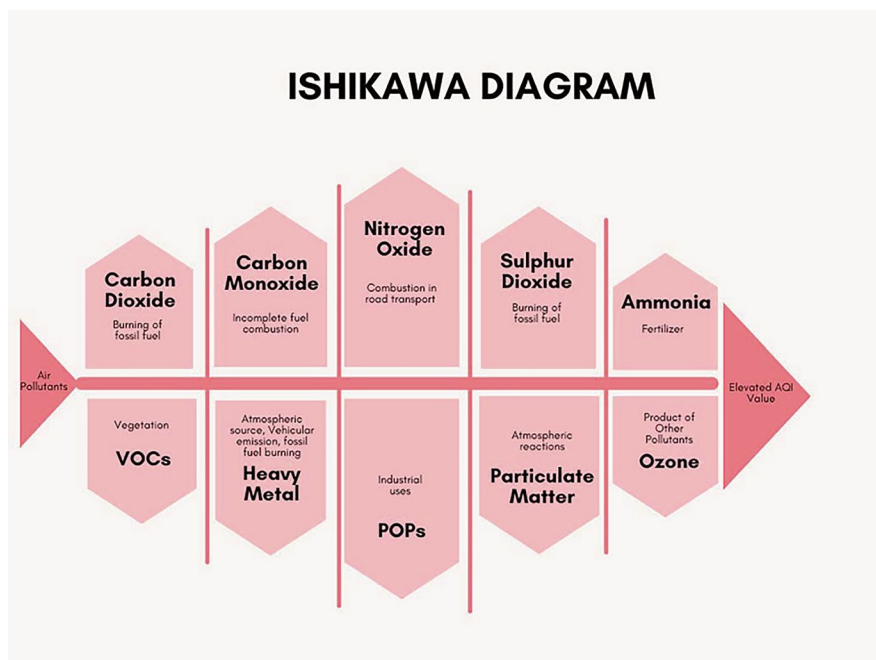 ISHIKAWA DIAGRAM
Carbon
Dioxide
Burning of
fossil fuel
Carbon
Monoxide
Incomplete fuel
combustion
Nitrogen
Oxide
Combustion in
road transport
Sulphur
Dioxide
Burning of
fossil fuel
Ammonia
Fertilizer
Air
Pollutants
Elevated AQI
Value
Vegetation
VOCs
Atmospheric
source, Vehicular
emission, fossil
fuel burning
Heavy
Metal
Industrial
uses
POPs
Atmospheric
reactions
Particulate
Matter
Product of
Other
Pollutants
Ozone